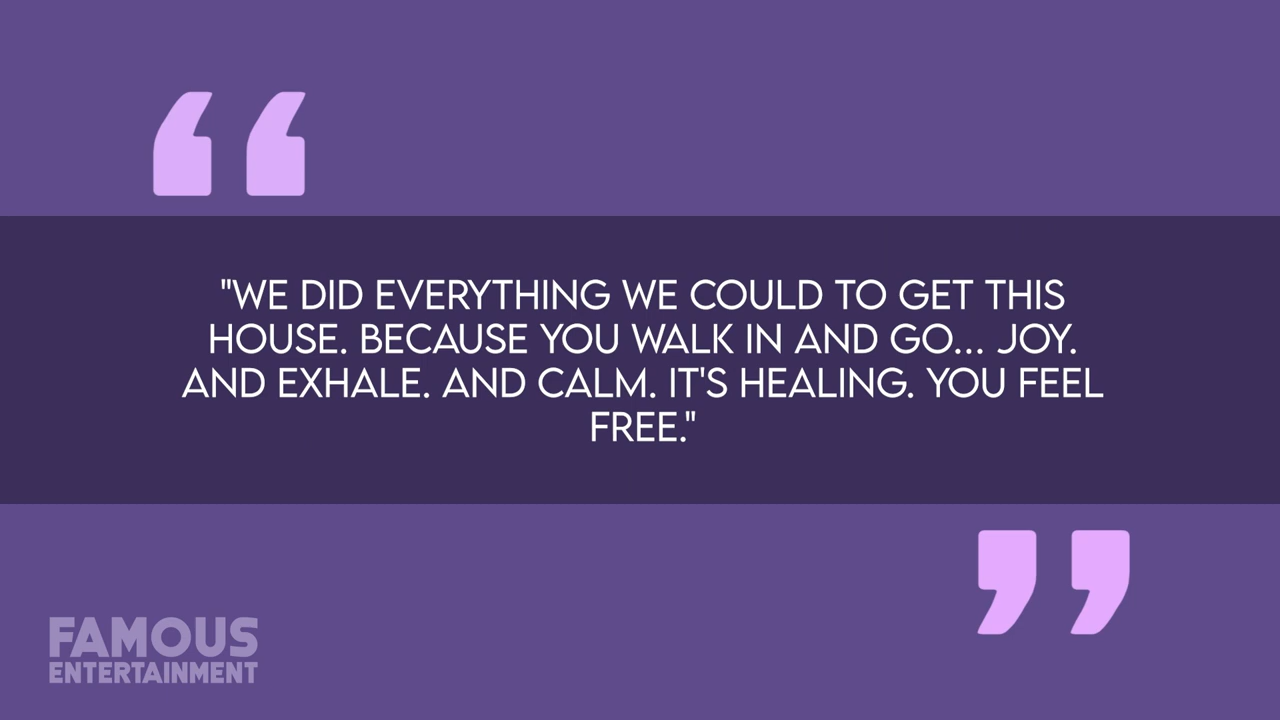 "WE DID EVERYTHING WE COULD TO GET THIS
HOUSE. BECAUSE YOU WALK IN AND GO... JOY.
AND EXHALE. AND CALM. IT'S HEALING. YOU FEEL
FREE."
FAMOUS
ENTERTAINMENT